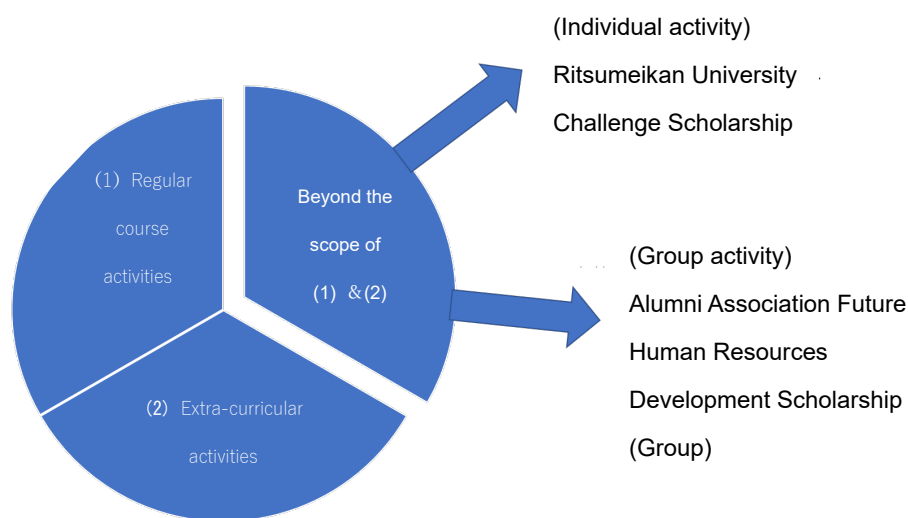 (Individual activity)
Ritsumeikan University
Challenge Scholarship
(1) Regular
course
activities
Beyond the
scope of
(1) &(2)
(Group activity)
Alumni Association Future
Human Resources
Development Scholarship
(Group)
(2) Extra-curricular
activities